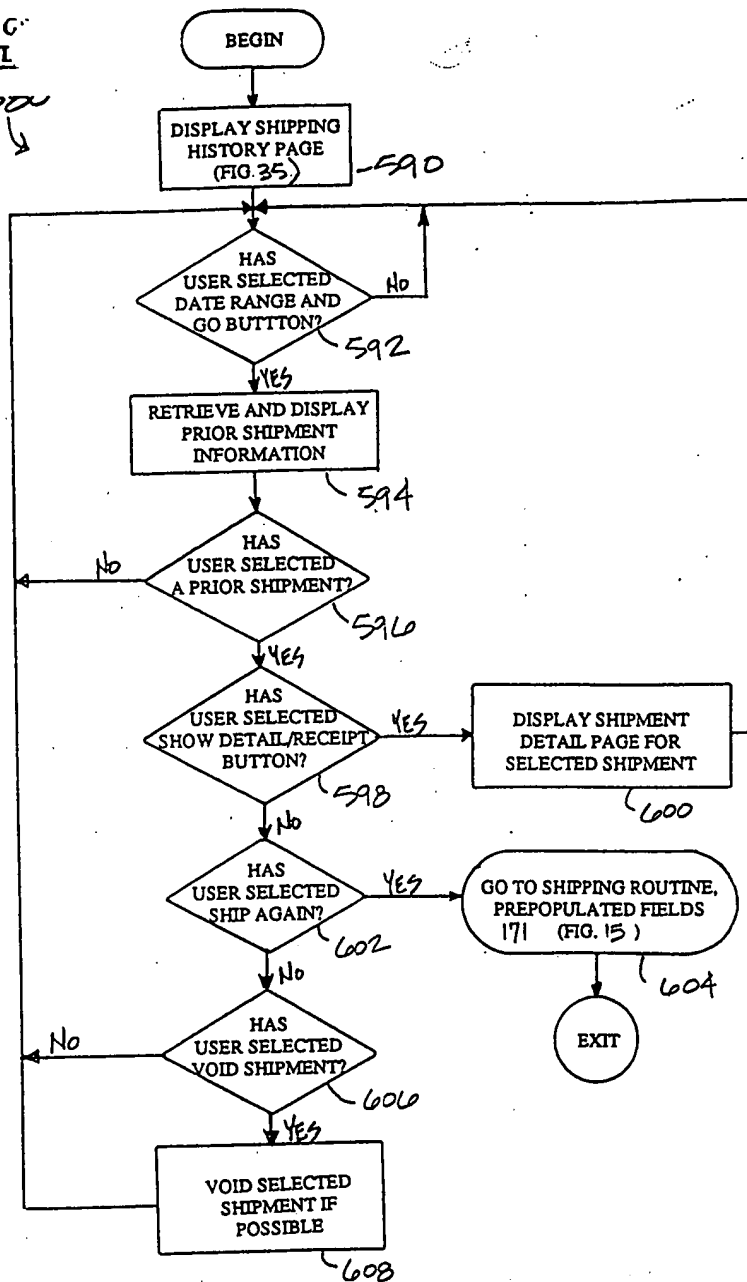 BEGIN
DISPLAY SHIPPING
HISTORY PAGE
(FIG. 35.)
590
HAS
USER SELECTED
DATE RANGE AND
GO BUTTTON?
No
592
YES
RETRIEVE AND DISPLAY
PRIOR SHIPMENT
INFORMATION
594
HAS
USER SELECTED
A PRIOR SHIPMENT?
No
596
YES
HAS
USER SELECTED
SHOW DETAIL/RECEIPT
BUTTON?
YES
598
DISPLAY SHIPMENT
DETAIL PAGE FOR
SELECTED SHIPMENT
600
No
HAS
USER SELECTED
SHIP AGAIN?
YES
602
GO TO SHIPPING ROUTINE,
PREPOPULATED FIELDS
171 (FIG. 15)
604
No
EXIT
HAS
USER SELECTED
VOID SHIPMENT?
No
606
YES
VOID SELECTED
SHIPMENT IF
POSSIBLE
608